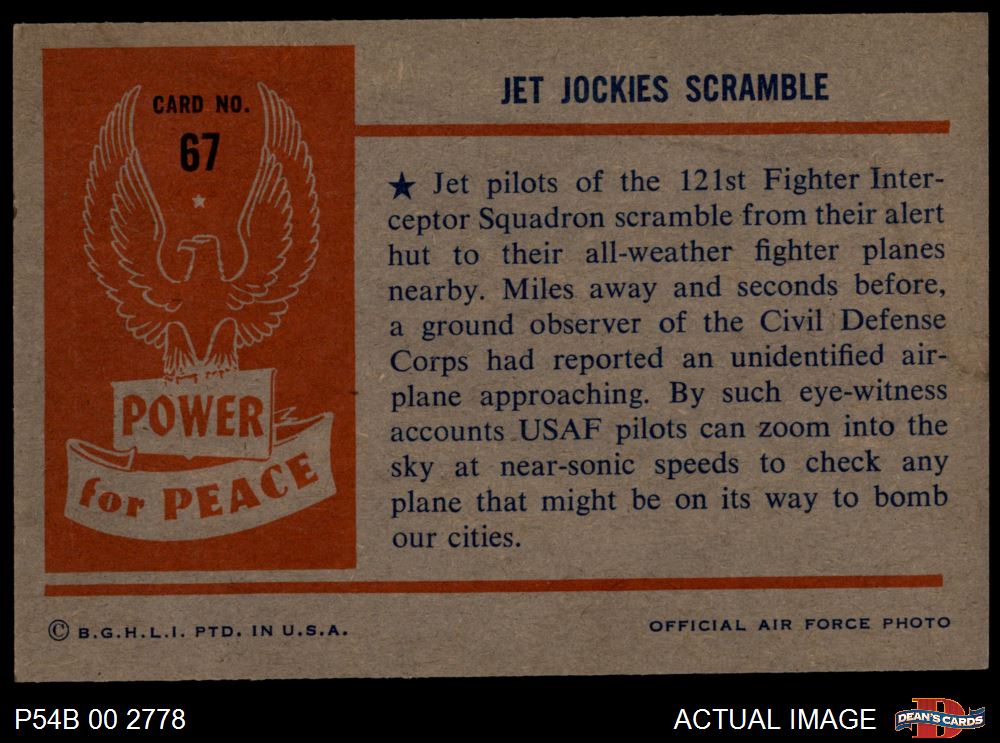 CARD NO.
67
POWER
for PEACE
JET JOCKIES SCRAMBLE
★ Jet pilots of the 121st Fighter Inter-
ceptor Squadron scramble from their alert
hut to their all-weather fighter planes
nearby. Miles away and seconds before,
a ground observer of the Civil Defense
Corps had reported an unidentified air-
plane approaching. By such eye-witness
accounts USAF pilots can zoom into the
sky at near-sonic speeds to check any
plane that might be on its way to bomb
our cities.
© B.G.H.L.I. PTD. IN U.S.A.
OFFICIAL AIR FORCE PHOTO
P54B 00 2778
ACTUAL IMAGE
D
DEAN'S CARDS